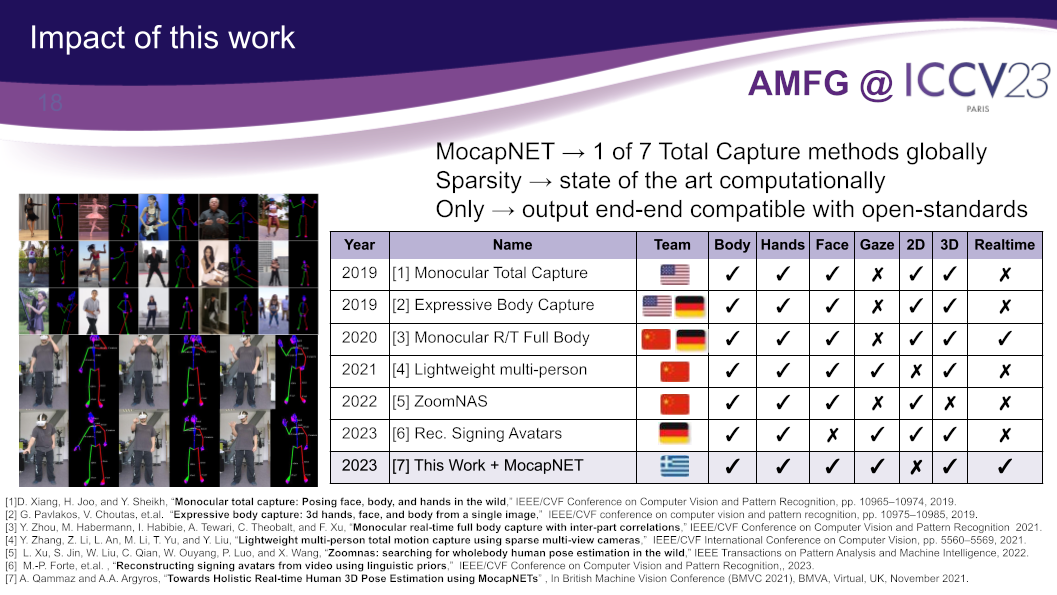 Impact of this work
18
AMFG @ ICCV23
PARIS
MocapNET → 1 of 7 Total Capture methods globally
Sparsity → state of the art computationally
Only → output end-end compatible with open-standards
Year Name Team Body Hands Face Gaze 2D 3D Realtime
2019 [1] Monocular Total Capture ✓ ✓ ✓ ✗ ✓ ✓ ✗
2019 [2] Expressive Body Capture ✓ ✓ ✓ ✗ ✓ ✓ ✗
2020 [3] Monocular R/T Full Body ✓ ✓ ✓ ✗ ✓ ✓ ✓
2021 [4] Lightweight multi-person ✓ ✓ ✓ ✓ ✗ ✓ ✗
2022 [5] ZoomNAS ✓ ✓ ✓ ✗ ✓ ✗ ✗
2023 [6] Rec. Signing Avatars ✓ ✓ ✗ ✓ ✓ ✓ ✗
2023 [7] This Work + MocapNET ✓ ✓ ✓ ✓ ✗ ✓ ✓
[1]D. Xiang, H. Joo, and Y. Sheikh, “Monocular total capture: Posing face, body, and hands in the wild,” IEEE/CVF Conference on Computer Vision and Pattern Recognition, pp. 10965–10974, 2019.
[2] G. Pavlakos, V. Choutas, et.al. “Expressive body capture: 3d hands, face, and body from a single image,” IEEE/CVF conference on computer vision and pattern recognition, pp. 10975–10985, 2019.
[3] Y. Zhou, M. Habermann, I. Habibie, A. Tewari, C. Theobalt, and F. Xu, “Monocular real-time full body capture with inter-part correlations,” IEEE/CVF Conference on Computer Vision and Pattern Recognition 2021.
[4] Y. Zhang, Z. Li, L. An, M. Li, T. Yu, and Y. Liu, “Lightweight multi-person total motion capture using sparse multi-view cameras,” IEEE/CVF International Conference on Computer Vision, pp. 5560–5569, 2021.
[5] L. Xu, S. Jin, W. Liu, C. Qian, W. Ouyang, P. Luo, and X. Wang, “Zoomnas: searching for wholebody human pose estimation in the wild,” IEEE Transactions on Pattern Analysis and Machine Intelligence, 2022.
[6] M.-P. Forte, et.al. , “Reconstructing signing avatars from video using linguistic priors,” IEEE/CVF Conference on Computer Vision and Pattern Recognition,, 2023.
[7] A. Qammaz and A.A. Argyros, “Towards Holistic Real-time Human 3D Pose Estimation using MocapNETs” , In British Machine Vision Conference (BMVC 2021), BMVA, Virtual, UK, November 2021.